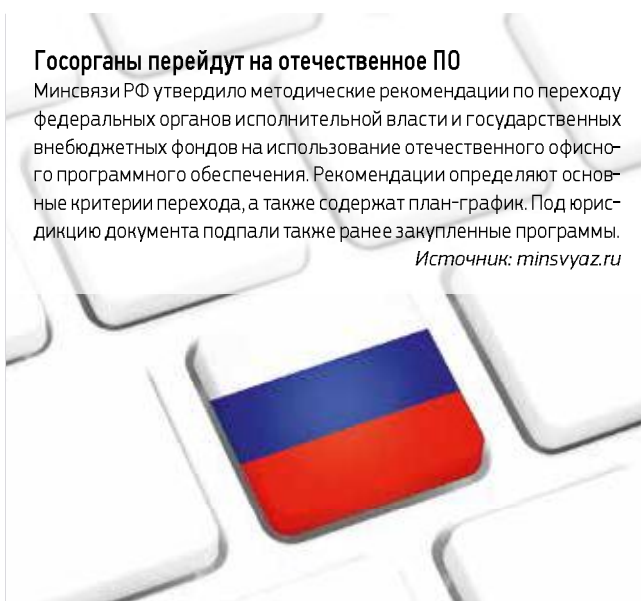 Госорганы перейдут на отечественное ПО
Минсвязи РФ утвердило методические рекомендации по переходу
федеральных органов исполнительной власти и государственных
внебюджетных фондов на использование отечественного офисно-
го программного обеспечения. Рекомендации определяют основ-
ные критерии перехода, а также содержат план-график. Под юрис-
дикцию документа подпали также ранее закупленные программы.
Источник: minsvyaz.ru